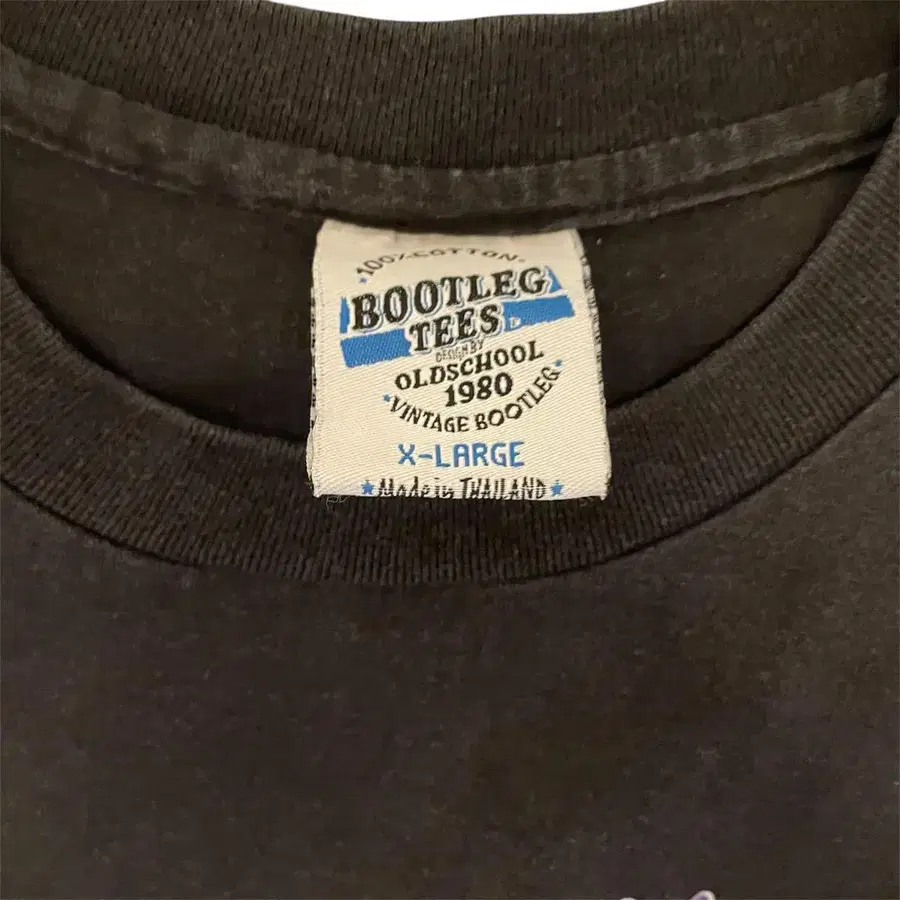 100% COTTON
BOOTLEG
TEES
DESIGN BY
OLDSCHOOL
1980
VINTAGE BOOTLEG
X-LARGE
Made in THAILAND